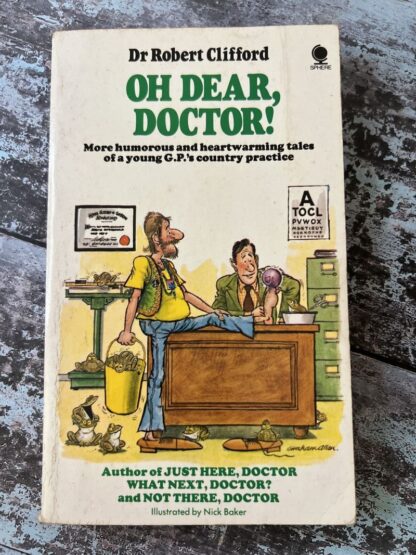 Dr Robert Clifford
SPHERE
OH DEAR,
DOCTOR!
More humorous and heartwarming tales
of a young G.P.'s country practice
A
TOCL
PVWOX
Author of JUST HERE, DOCTOR
WHAT NEXT, DOCTOR?
and NOT THERE, DOCTOR
Illustrated by Nick Baker